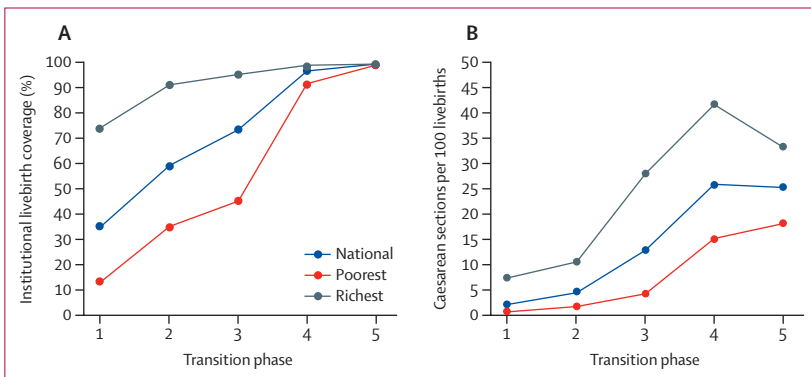 A
Institutional livebirth coverage (%)
100
90
80
70
60
50
40
30
20
10
0
1 2 3 4 5
Transition phase
National
Poorest
Richest
B
Caesarean sections per 100 livebirths
50
45
40
35
30
25
20
15
10
5
0
1 2 3 4 5
Transition phase